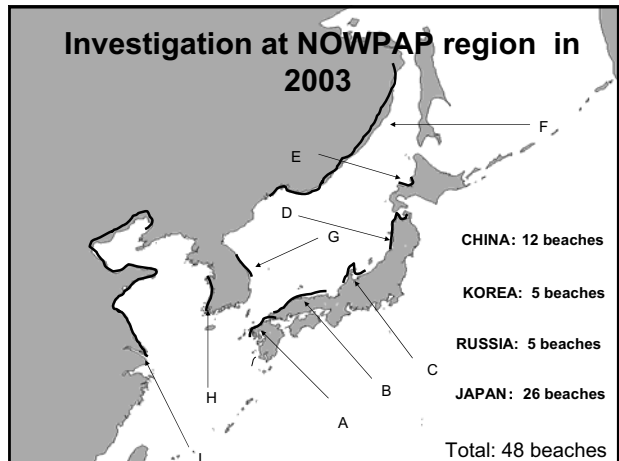 Investigation at NOWPAP region in
2003
F
E
D
G
CHINA: 12 beaches
KOREA: 5 beaches
RUSSIA: 5 beaches
C
B
JAPAN: 26 beaches
H
A
I
Total: 48 beaches